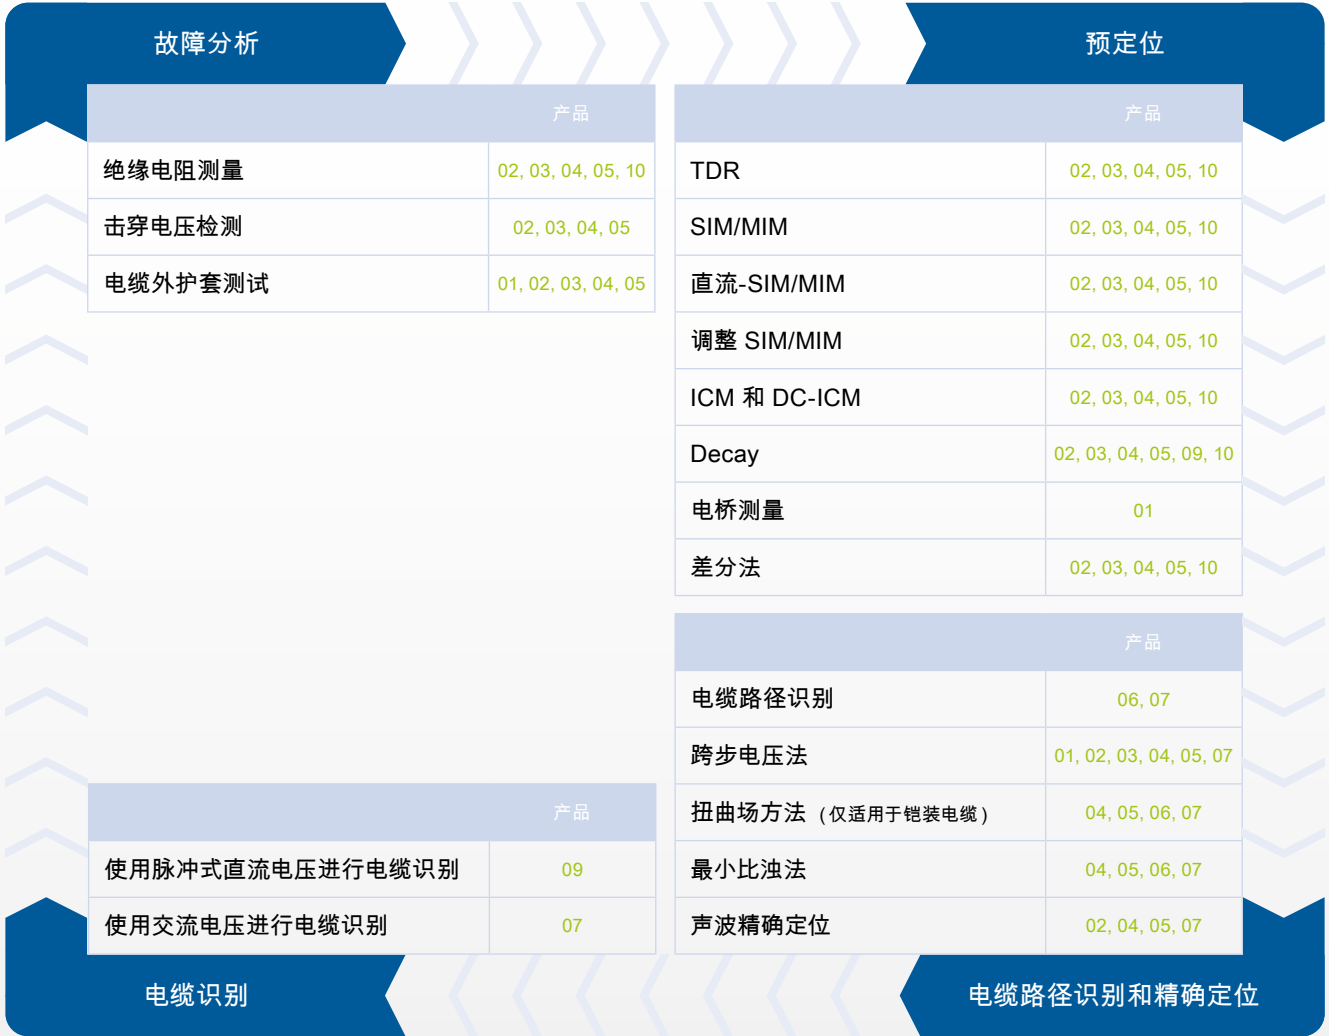 故障分析
产品
绝缘电阻测量 02, 03, 04, 05, 10
击穿电压检测 02, 03, 04, 05
电缆外护套测试 01, 02, 03, 04, 05
预定位
产品
TDR 02, 03, 04, 05, 10
SIM/MIM 02, 03, 04, 05, 10
直流-SIM/MIM 02, 03, 04, 05, 10
调整 SIM/MIM 02, 03, 04, 05, 10
ICM 和 DC-ICM 02, 03, 04, 05, 10
Decay 02, 03, 04, 05, 09, 10
电桥测量 01
差分法 02, 03, 04, 05, 10
产品
电缆路径识别 06, 07
跨步电压法 01, 02, 03, 04, 05, 07
扭曲场方法 (仅适用于铠装电缆) 04, 05, 06, 07
最小比浊法 04, 05, 06, 07
声波精确定位 02, 04, 05, 07
电缆路径识别和精确定位
产品
使用脉冲式直流电压进行电缆识别 09
使用交流电压进行电缆识别 07
电缆识别